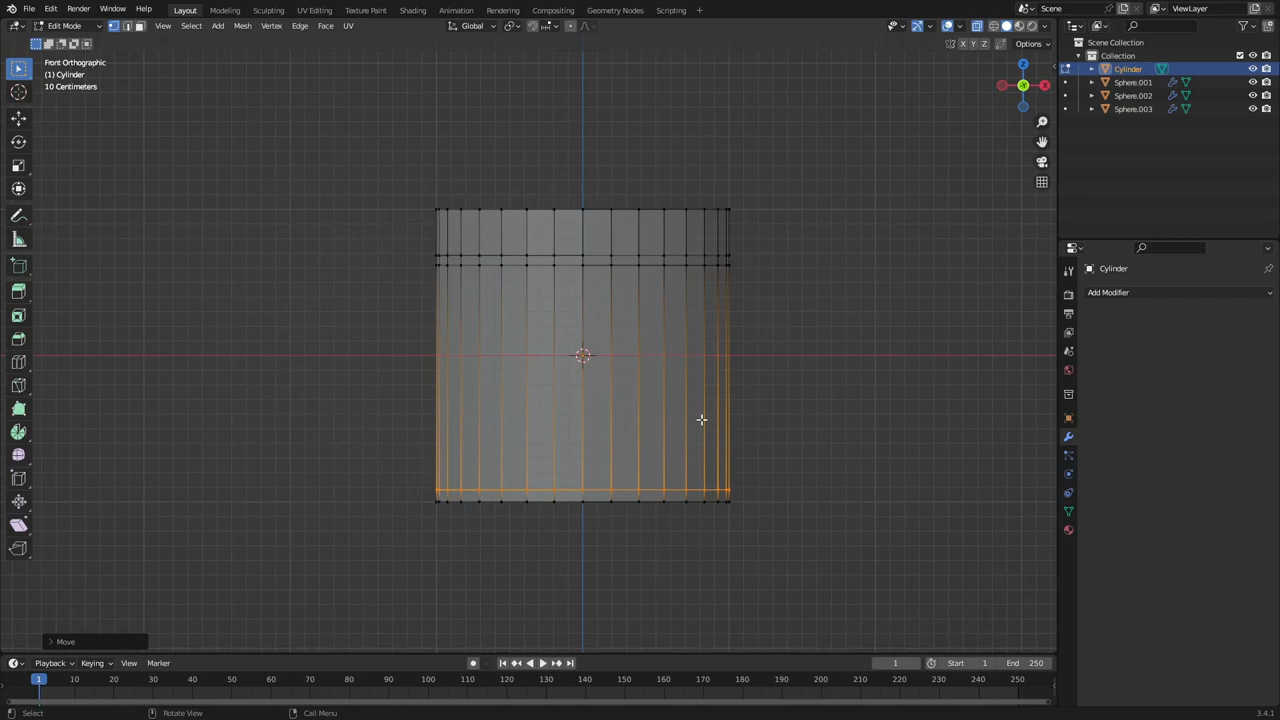 File Edit Render Window Help Layout Modeling Sculpting UV Editing Texture Paint Shading Animation Rendering Compositing Geometry Nodes Scripting + Scene ViewLayer
Edit Mode View Select Add Mesh Vertex Edge Face UV Global
X Y Z Options
Front Orthographic
(1) Cylinder
10 Centimeters
Z
Y X
Scene Collection
Collection
Cylinder
Sphere.001
Sphere.002
Sphere.003
Cylinder
Add Modifier
Move
Playback Keying View Marker 1 Start 1 End 250
1 10 20 30 40 50 60 70 80 90 100 110 120 130 140 150 160 170 180 190 200 210 220 230 240 250
Select Rotate View Call Menu 3.4.1